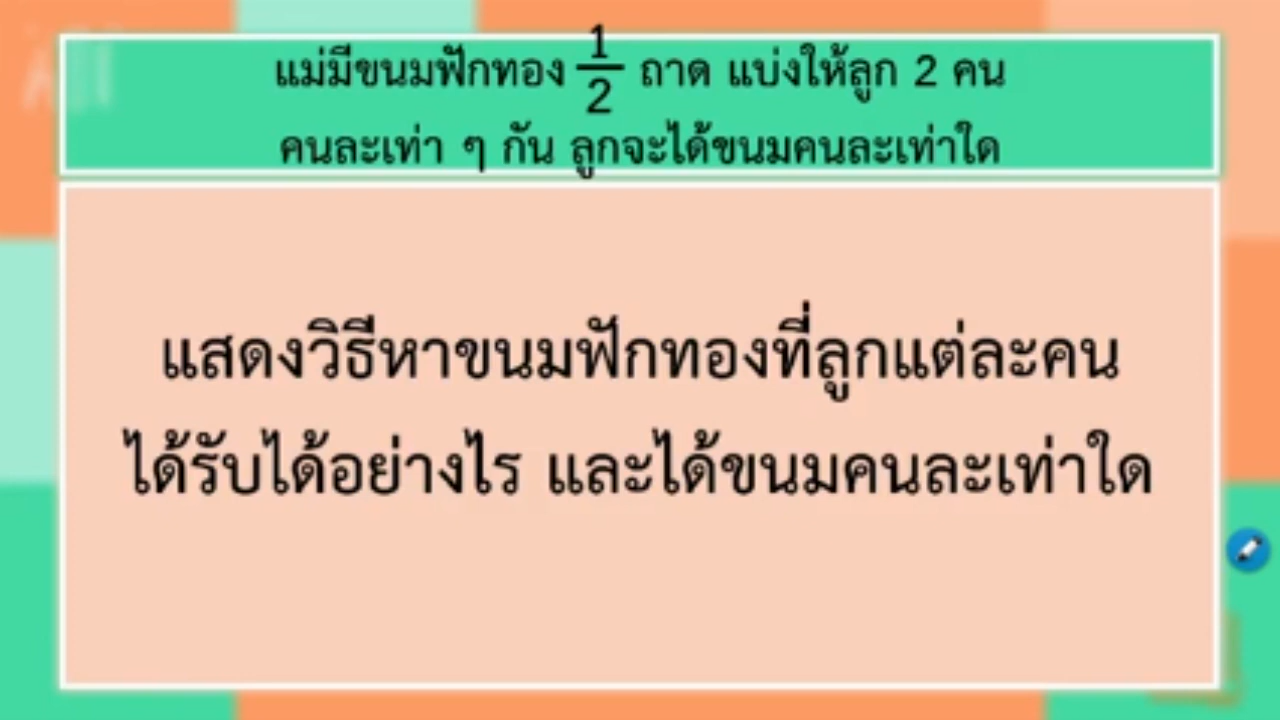 แม่มีขนมฟักทอง 1/2 ถาด แบ่งให้ลูก 2 คน
คนละเท่า ๆ กัน ลูกจะได้ขนมคนละเท่าใด
แสดงวิธีหาขนมฟักทองที่ลูกแต่ละคน
ได้รับได้อย่างไร และได้ขนมคนละเท่าใด